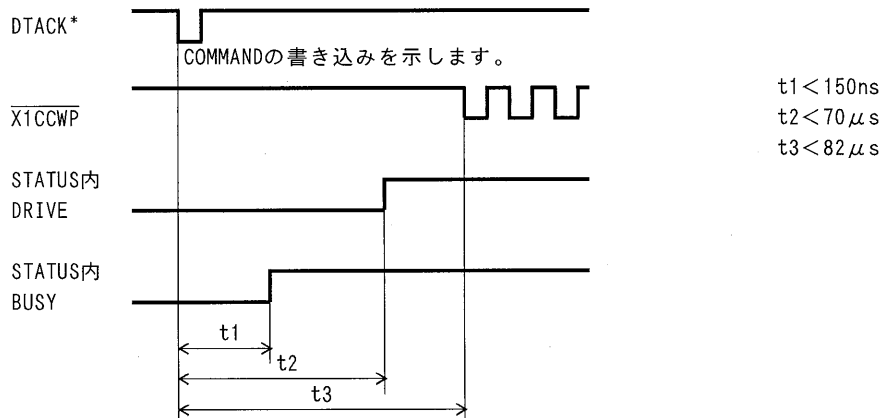 DTACK*
COMMANDの書き込みを示します。
X1CCWP
t1<150ns
t2<70μs
t3<82μs
STATUS内
DRIVE
STATUS内
BUSY
t1
t2
t3